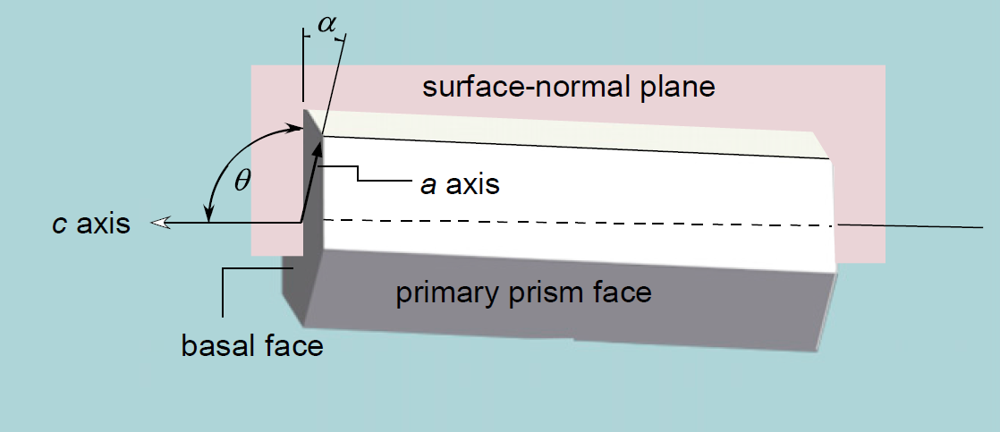 α
surface-normal plane
θ
a axis
c axis
primary prism face
basal face